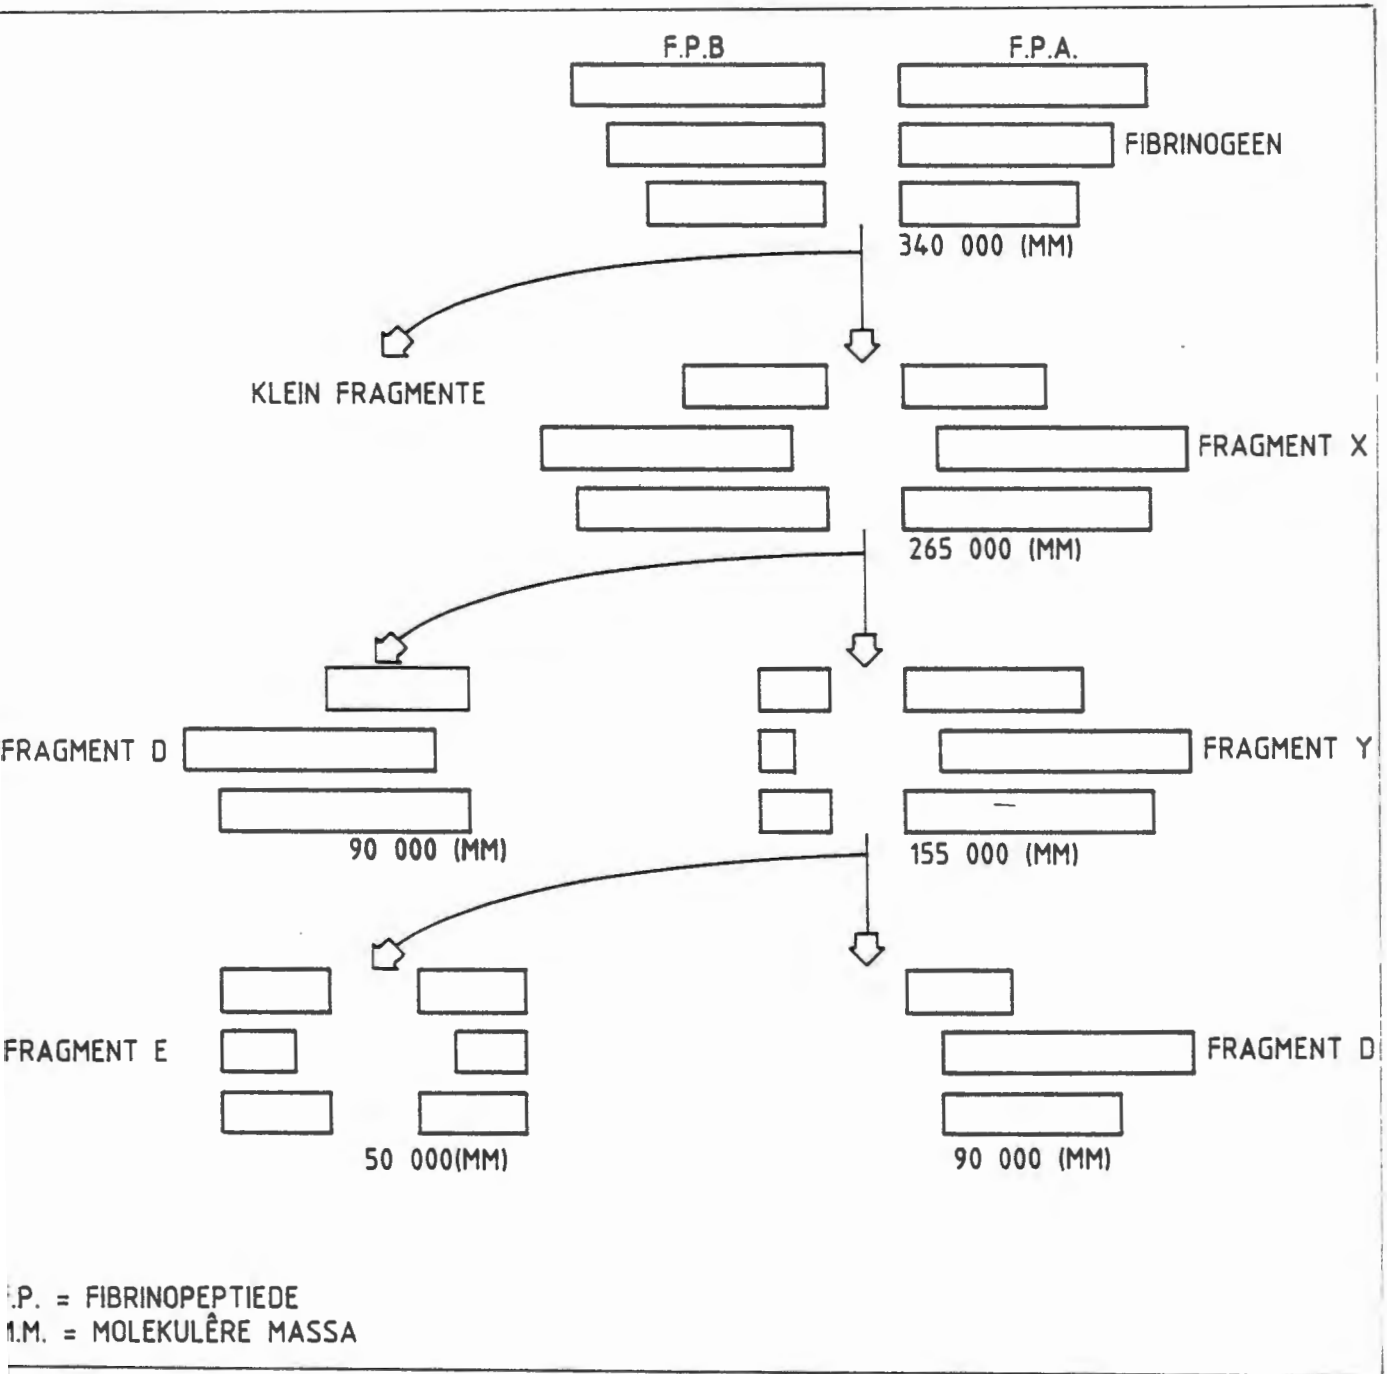 F.P.B
F.P.A.
FIBRINOGEEN
340 000 (MM)
KLEIN FRAGMENTE
FRAGMENT X
265 000 (MM)
FRAGMENT D
FRAGMENT Y
90 000 (MM)
155 000 (MM)
FRAGMENT E
FRAGMENT D
50 000(MM)
90 000 (MM)
.P. = FIBRINOPEPTIEDE
M.M. = MOLEKULÊRE MASSA